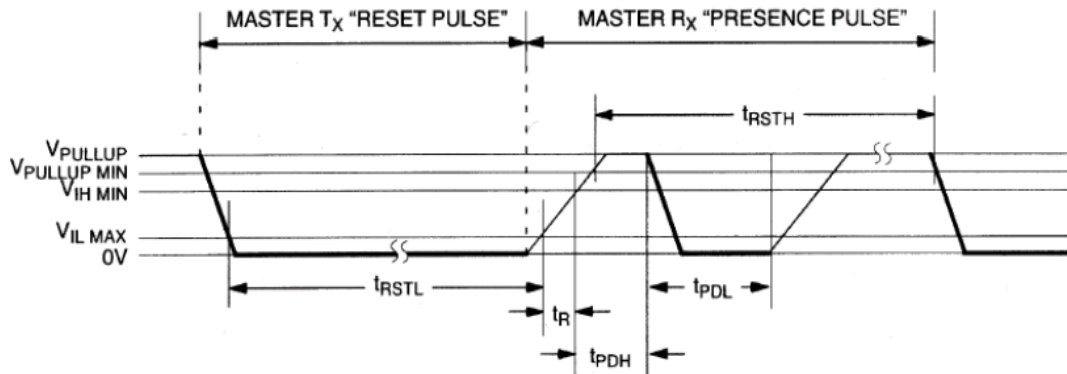 MASTER TX "RESET PULSE"
MASTER RX "PRESENCE PULSE"
tRSTH
VPULLUP
VPULLUP MIN
VIH MIN
VIL MAX
0V
tRSTL
tR
tPDL
tPDH